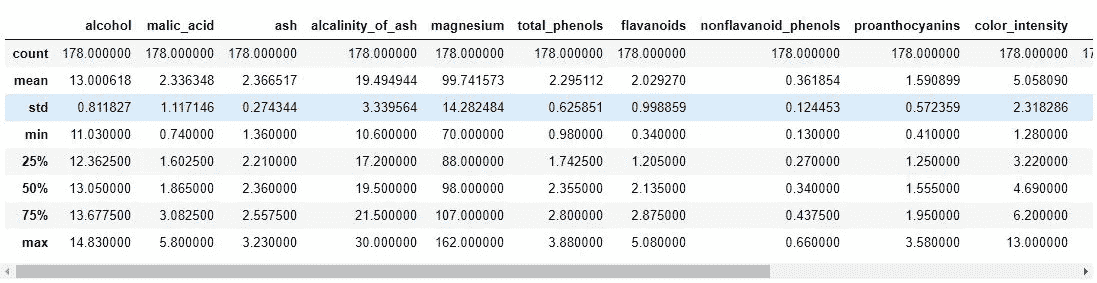 alcohol malic_acid ash alcalinity_of_ash magnesium total_phenols flavanoids nonflavanoid_phenols proanthocyanins color_intensity
count 178.000000 178.000000 178.000000 178.000000 178.000000 178.000000 178.000000 178.000000 178.000000 178.000000 17
mean 13.000618 2.336348 2.366517 19.494944 99.741573 2.295112 2.029270 0.361854 1.590899 5.058090
std 0.811827 1.117146 0.274344 3.339564 14.282484 0.625851 0.998859 0.124453 0.572359 2.318286
min 11.030000 0.740000 1.360000 10.600000 70.000000 0.980000 0.340000 0.130000 0.410000 1.280000
25% 12.362500 1.602500 2.210000 17.200000 88.000000 1.742500 1.205000 0.270000 1.250000 3.220000
50% 13.050000 1.865000 2.360000 19.500000 98.000000 2.355000 2.135000 0.340000 1.555000 4.690000
75% 13.677500 3.082500 2.557500 21.500000 107.000000 2.800000 2.875000 0.437500 1.950000 6.200000
max 14.830000 5.800000 3.230000 30.000000 162.000000 3.880000 5.080000 0.660000 3.580000 13.000000